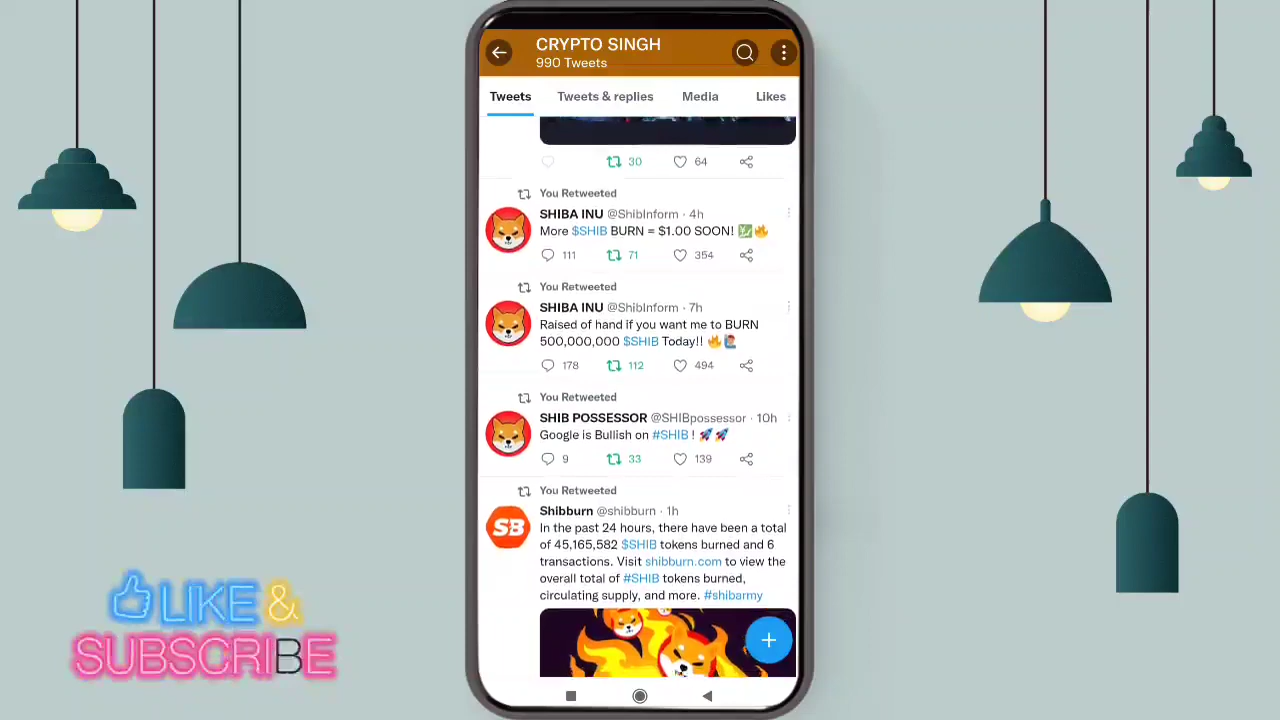 CRYPTO SINGH
990 Tweets
Tweets Tweets & replies Media Likes
30 64
You Retweeted
SHIBA INU @ShibInform · 4h
More $SHIB BURN = $1.00 SOON! 💹🔥
111 71 354
You Retweeted
SHIBA INU @ShibInform · 7h
Raised of hand if you want me to BURN
500,000,000 $SHIB Today!! 🔥🙋🏻‍♂️
178 112 494
You Retweeted
SHIB POSSESSOR @SHIBpossessor · 10h
Google is Bullish on #SHIB ! 🚀🚀
9 33 139
You Retweeted
Shibburn @shibburn · 1h
SB
In the past 24 hours, there have been a total
of 45,165,582 $SHIB tokens burned and 6
transactions. Visit shibburn.com to view the
overall total of #SHIB tokens burned,
circulating supply, and more. #shibarmy
LIKE &
SUBSCRIBE